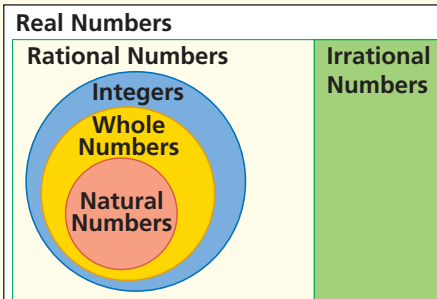 Real Numbers
Rational Numbers
Irrational
Numbers
Integers
Whole
Numbers
Natural
Numbers